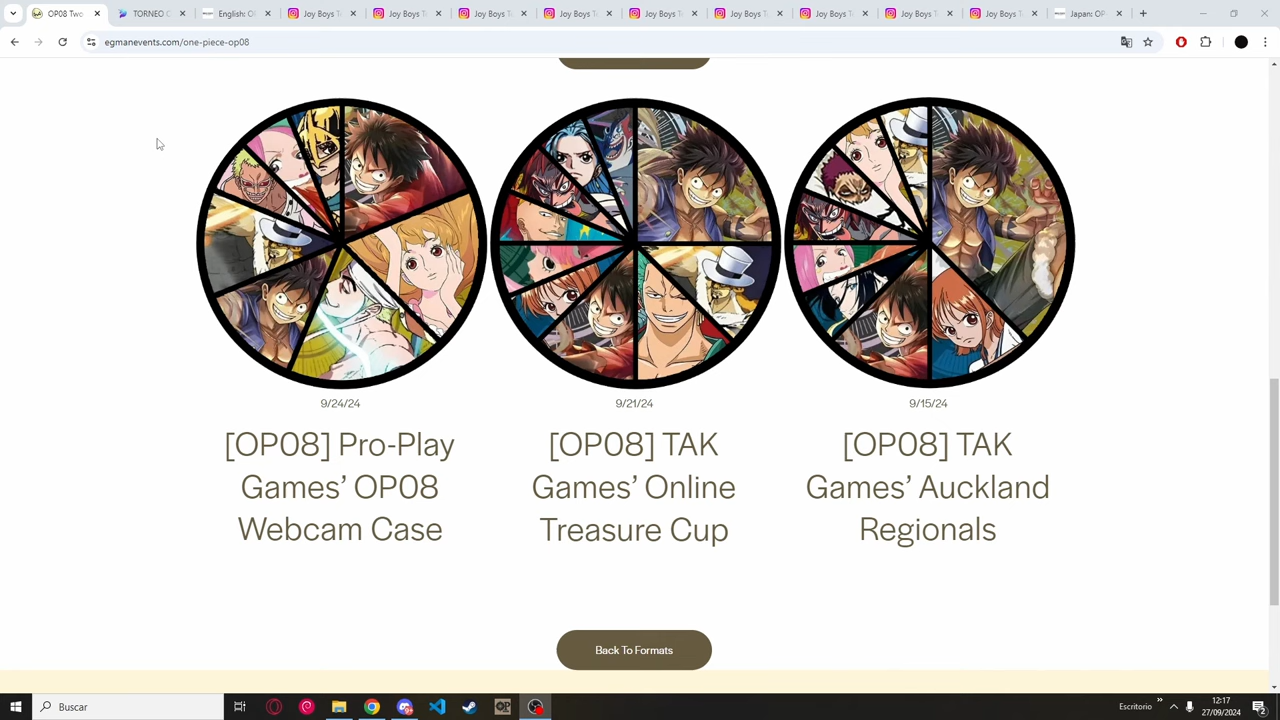 OP08 Two
TORNEO C
English: O
Joy Boys T
Joy Boys T
Joy Boys T
Joy Boys T
Joy Boys T
Joy Boys T
Joy Boys T
Joy Boys T
Joy Boys T
Japan: OP
egmanevents.com/one-piece-op08
9/24/24
[OP08] Pro-Play
Games' OP08
Webcam Case
9/21/24
[OP08] TAK
Games' Online
Treasure Cup
9/15/24
[OP08] TAK
Games' Auckland
Regionals
Back To Formats
Buscar
OP
Escritorio
12:17
27/09/2024
2